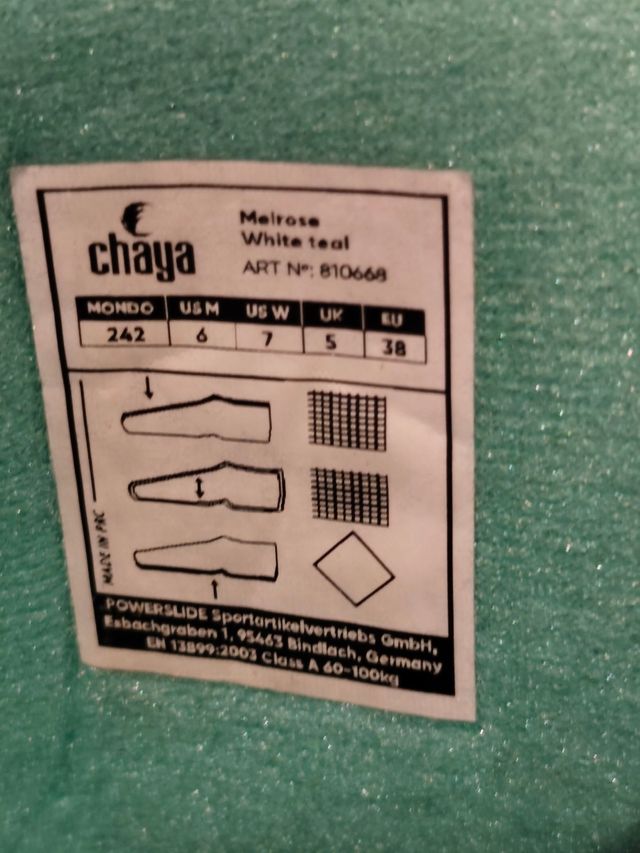 chaya
Melrose
White teal
ART Nº: 810668
MONDO US M US W UK EU
242 6 7 5 38
MADE IN PRC
POWERSLIDE Sportartikelvertriebs GmbH,
Esbachgraben 1, 95463 Bindlach, Germany
EN 13899:2003 Class A 60-100kg